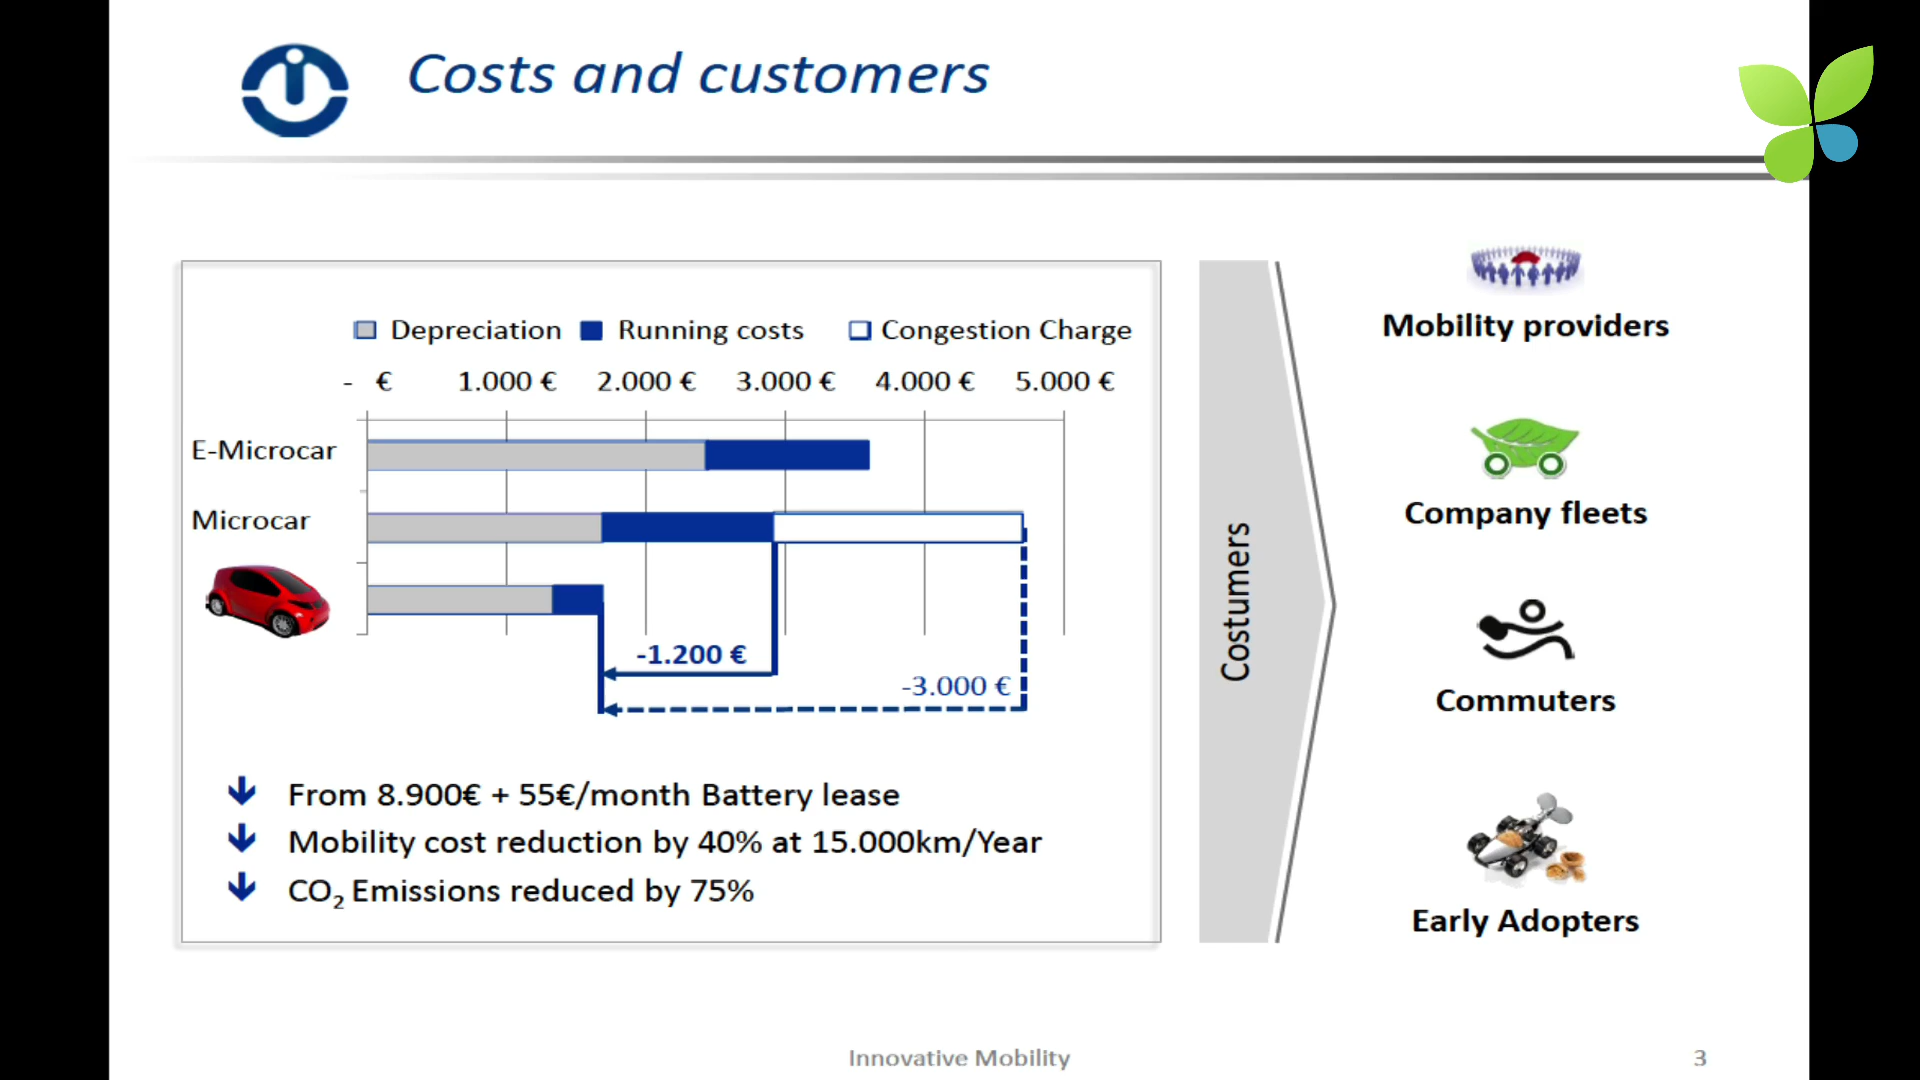 Costs and customers
Depreciation Running costs Congestion Charge
- € 1.000 € 2.000 € 3.000 € 4.000 € 5.000 €
E-Microcar
Microcar
-1.200 €
-3.000 €
From 8.900€ + 55€/month Battery lease
Mobility cost reduction by 40% at 15.000km/Year
CO₂ Emissions reduced by 75%
Costumers
Mobility providers
Company fleets
Commuters
Early Adopters
Innovative Mobility
3